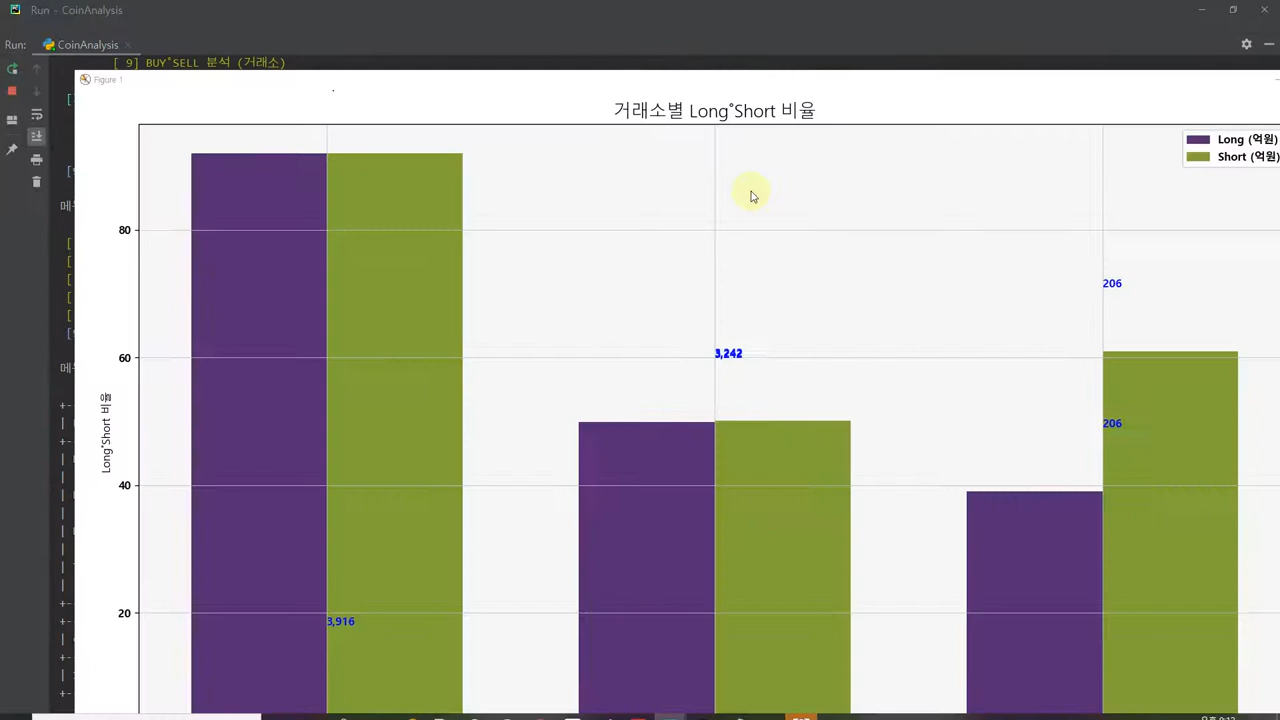 Run - CoinAnalysis
Run: CoinAnalysis
[ 9] BUY˚SELL 분석 (거래소)
Figure 1
거래소별 Long˚Short 비율
Long (억원)
Short (억원)
80
60
40
20
Long˚Short 비율
206
3,242
206
3,916